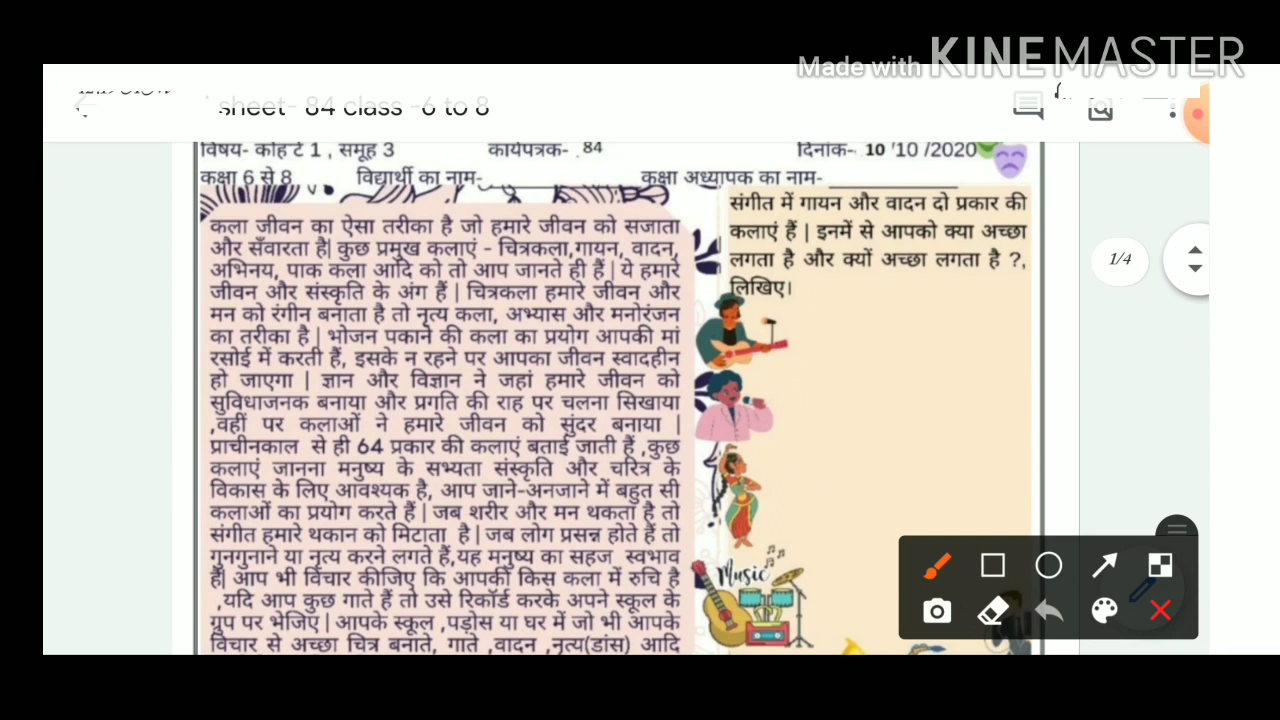 Made with KINEMASTER
sheet- 84 class -6 to 8
विषय- 1 , समूह 3 कार्यपत्रक- 84 दिनांक- 10 '10 /2020
कक्षा 6 से 8 विद्यार्थी का नाम- कक्षा अध्यापक का नाम-
कला जीवन का ऐसा तरीका है जो हमारे जीवन को सजाता
और सँवारता है| कुछ प्रमुख कलाएं - चित्रकला,गायन, वादन,
अभिनय, पाक कला आदि को तो आप जानते ही हैं | ये हमारे
जीवन और संस्कृति के अंग हैं | चित्रकला हमारे जीवन और
मन को रंगीन बनाता है तो नृत्य कला, अभ्यास और मनोरंजन
का तरीका है | भोजन पकाने की कला का प्रयोग आपकी मां
रसोई में करती हैं, इसके न रहने पर आपका जीवन स्वादहीन
हो जाएगा | ज्ञान और विज्ञान ने जहां हमारे जीवन को
सुविधाजनक बनाया और प्रगति की राह पर चलना सिखाया
,वहीं पर कलाओं ने हमारे जीवन को सुंदर बनाया |
प्राचीनकाल से ही 64 प्रकार की कलाएं बताई जाती हैं ,कुछ
कलाएं जानना मनुष्य के सभ्यता संस्कृति और चरित्र के
विकास के लिए आवश्यक है, आप जाने-अनजाने में बहुत सी
कलाओं का प्रयोग करते हैं | जब शरीर और मन थकता है तो
संगीत हमारे थकान को मिटाता है | जब लोग प्रसन्न होते हैं तो
गुनगुनाने या नृत्य करने लगते हैं,यह मनुष्य का सहज स्वभाव
है| आप भी विचार कीजिए कि आपकी किस कला में रुचि है
,यदि आप कुछ गाते हैं तो उसे रिकॉर्ड करके अपने स्कूल के
ग्रुप पर भेजिए | आपके स्कूल ,पड़ोस या घर में जो भी आपके
विचार से अच्छा चित्र बनाते, गाते ,वादन ,नृत्य(डांस) आदि
संगीत में गायन और वादन दो प्रकार की
कलाएं हैं | इनमें से आपको क्या अच्छा
लगता है और क्यों अच्छा लगता है ?,
लिखिए।
Music
1/4